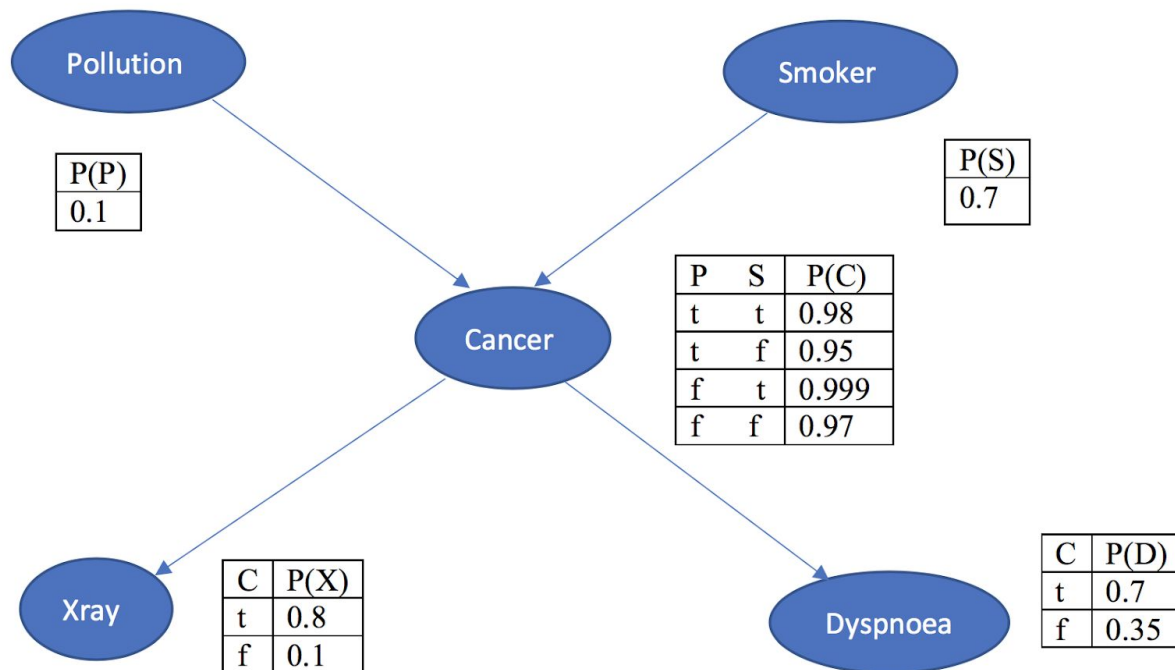 Pollution
Smoker
P(P)
0.1
P(S)
0.7
P S P(C)
t t 0.98
t f 0.95
f t 0.999
f f 0.97
Cancer
Xray
C P(X)
t 0.8
f 0.1
Dyspnoea
C P(D)
t 0.7
f 0.35